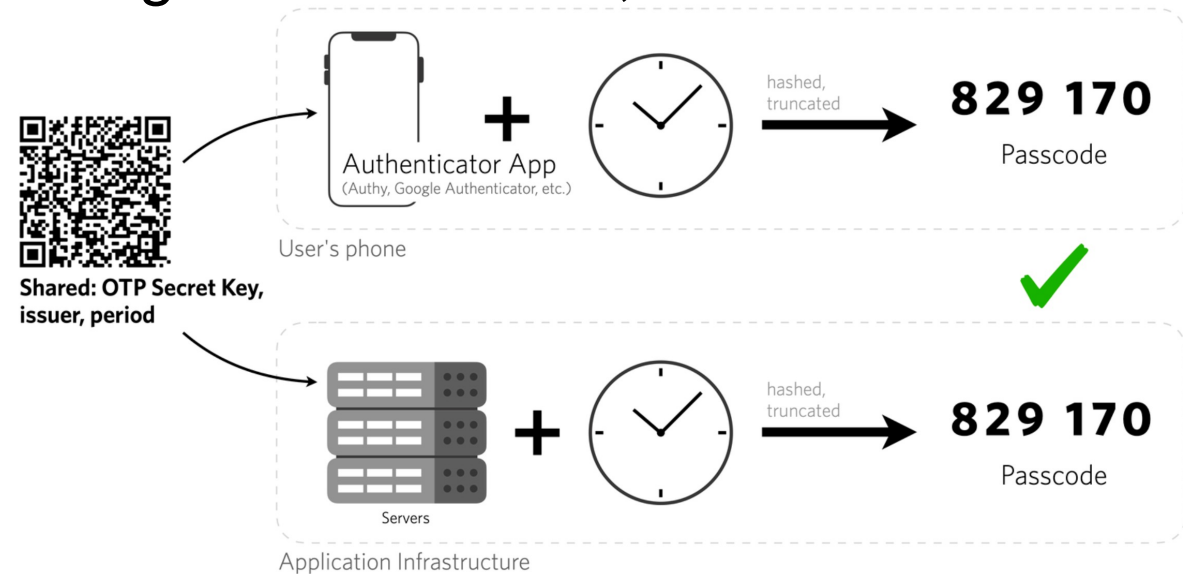 hashed,
truncated
829 170
Passcode
Authenticator App
(Authy, Google Authenticator, etc.)
User's phone
Shared: OTP Secret Key,
issuer, period
hashed,
truncated
829 170
Passcode
Servers
Application Infrastructure